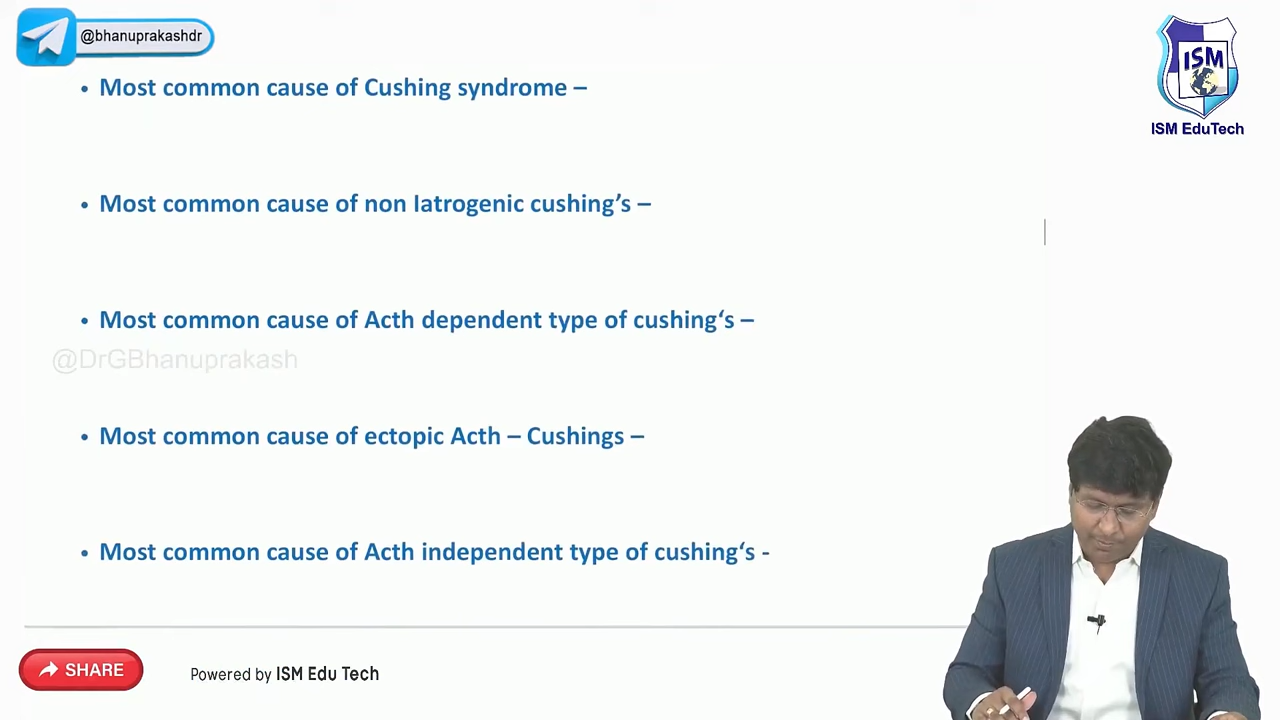 @bhanuprakashdr
ISM
ISM EduTech
• Most common cause of Cushing syndrome –
• Most common cause of non Iatrogenic cushing’s –
• Most common cause of Acth dependent type of cushing‘s –
@DrGBhanuprakash
• Most common cause of ectopic Acth – Cushings –
• Most common cause of Acth independent type of cushing‘s -
SHARE
Powered by ISM Edu Tech